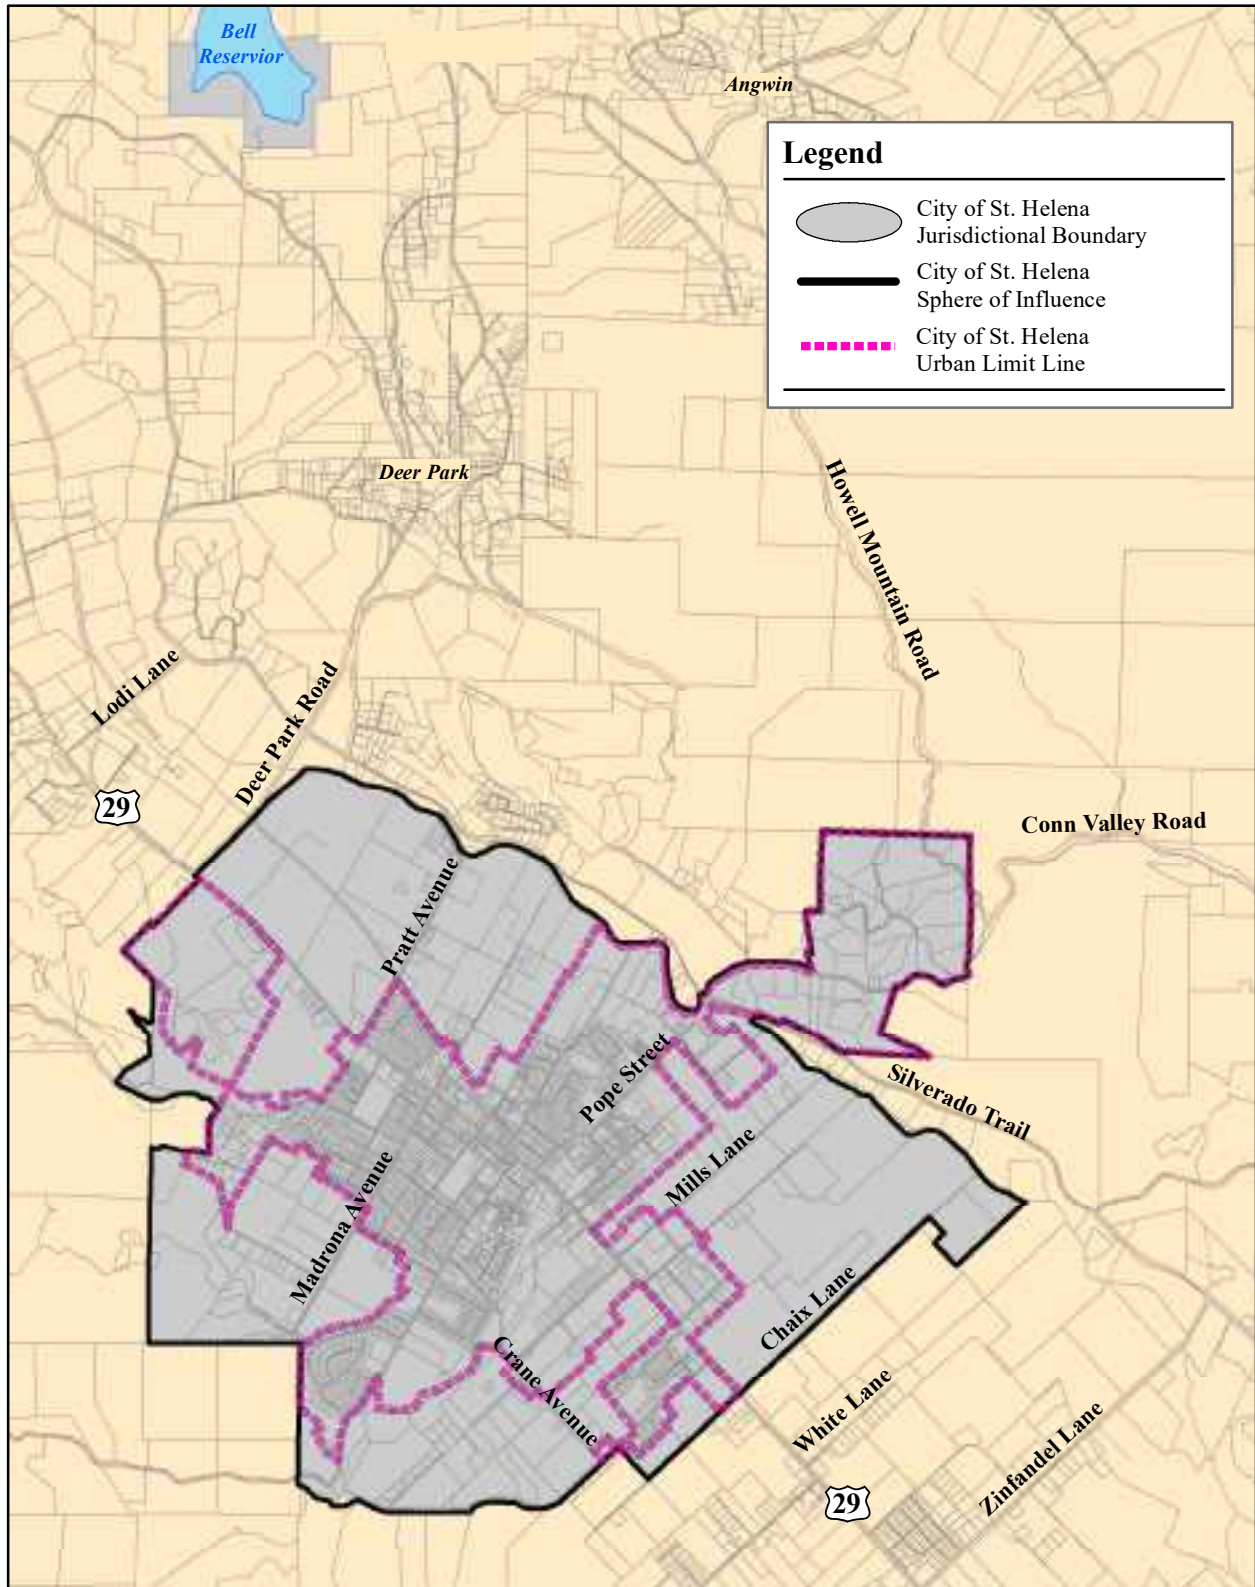 Bell
Reservior
Angwin
Legend
City of St. Helena
Jurisdictional Boundary
City of St. Helena
Sphere of Influence
City of St. Helena
Urban Limit Line
Deer Park
Howell Mountain Road
Lodi Lane
Deer Park Road
29
Conn Valley Road
Pratt Avenue
Pope Street
Silverado Trail
Mills Lane
Madrona Avenue
Chaix Lane
Crane Avenue
White Lane
Zinfandel Lane
29